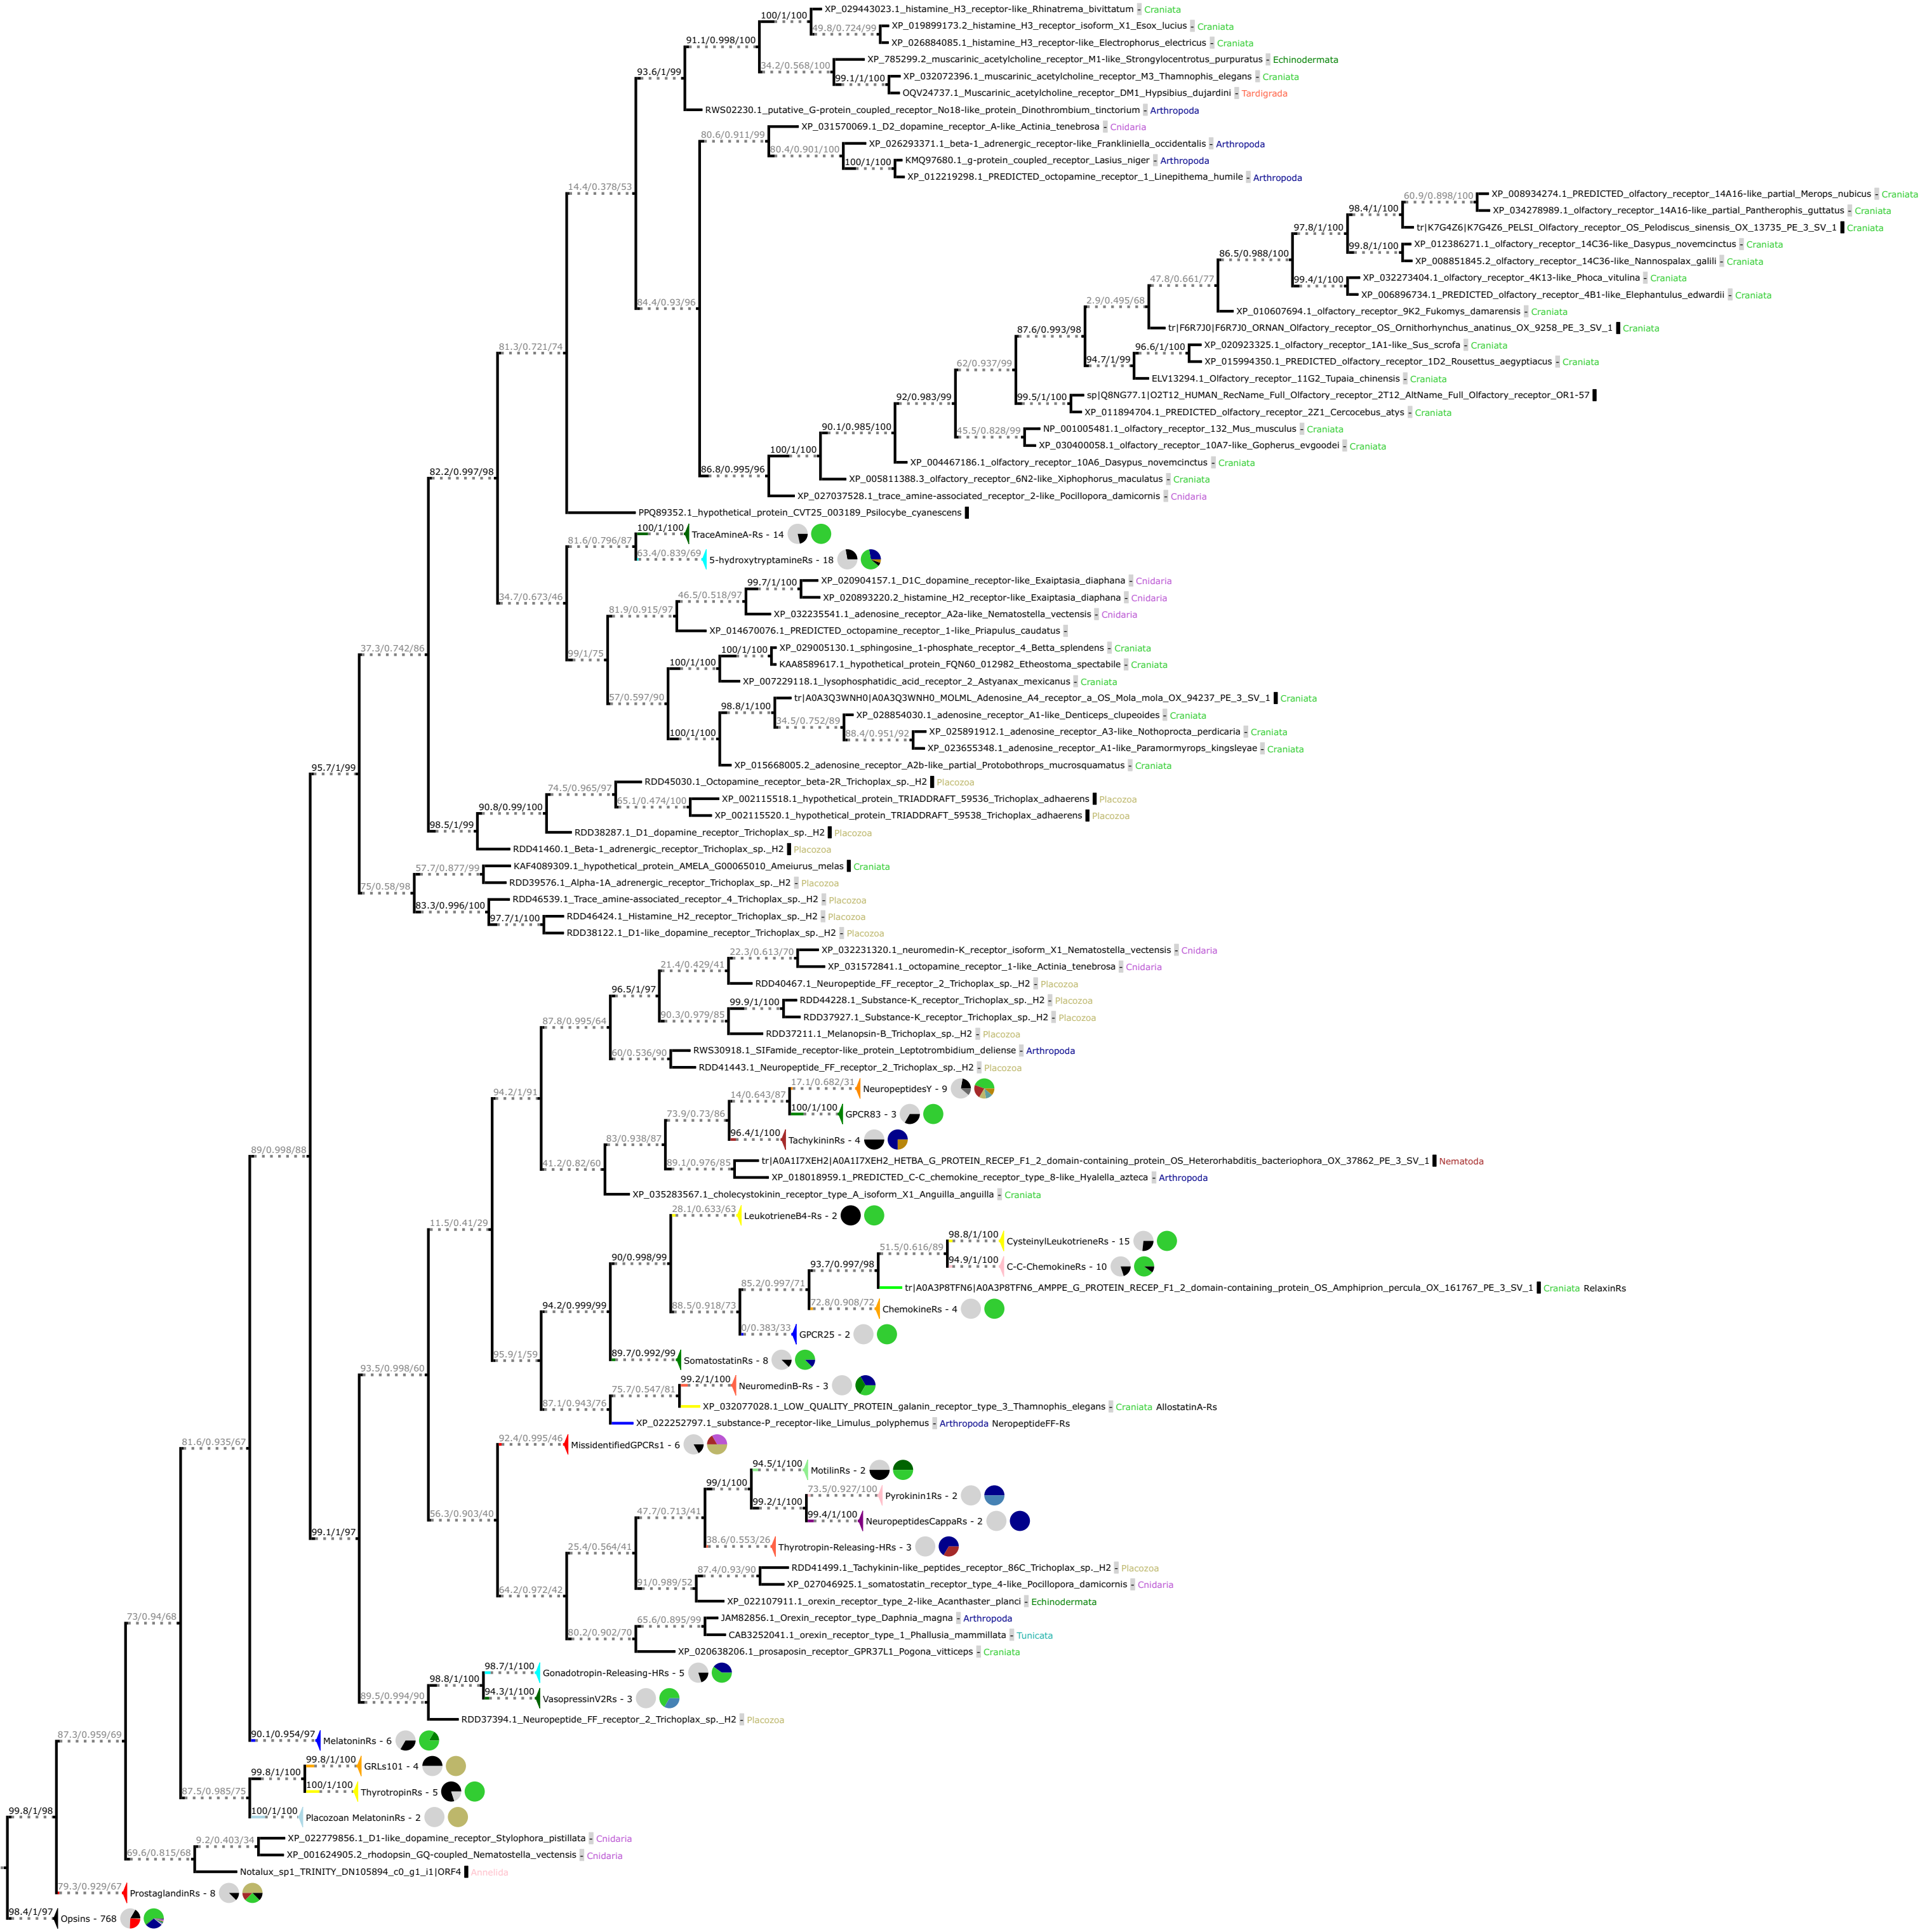 XP_029443023.1_histamine_H3_receptor-like_Rhinatrema_bivittatum - Craniata
100/1/100
49.8/0.724/99 XP_019899173.2_histamine_H3_receptor_isoform_X1_Esox_lucius - Craniata
XP_026884085.1_histamine_H3_receptor-like_Electrophorus_electricus - Craniata
91.1/0.998/100
XP_785299.2_muscarinic_acetylcholine_receptor_M1-like_Strongylocentrotus_purpuratus - Echinodermata
34.2/0.568/100
93.6/1/99
99.1/1/100 XP_032072396.1_muscarinic_acetylcholine_receptor_M3_Thamnophis_elegans - Craniata
OQV24737.1_Muscarinic_acetylcholine_receptor_DM1_Hypsibius_dujardini - Tardigrada
RWS02230.1_putative_G-protein_coupled_receptor_No18-like_protein_Dinothrombium_tinctorium - Arthropoda
80.6/0.911/99 XP_031570069.1_D2_dopamine_receptor_A-like_Actinia_tenebrosa - Cnidaria
80.4/0.901/100 XP_026293371.1_beta-1_adrenergic_receptor-like_Frankliniella_occidentalis - Arthropoda
100/1/100 KMQ97680.1_g-protein_coupled_receptor_Lasius_niger - Arthropoda
XP_012219298.1_PREDICTED_octopamine_receptor_1_Linepithema_humile - Arthropoda
14.4/0.378/53
60.9/0.898/100 XP_008934274.1_PREDICTED_olfactory_receptor_14A16-like_partial_Merops_nubicus - Craniata
98.4/1/100 XP_034278989.1_olfactory_receptor_14A16-like_partial_Pantherophis_guttatus - Craniata
97.8/1/100 tr|K7G4Z6|K7G4Z6_PELSI_Olfactory_receptor_OS_Pelodiscus_sinensis_OX_13735_PE_3_SV_1 Craniata
99.8/1/100 XP_012386271.1_olfactory_receptor_14C36-like_Dasypus_novemcinctus - Craniata
86.5/0.988/100 XP_008851845.2_olfactory_receptor_14C36-like_Nannospalax_galili - Craniata
47.8/0.661/77 99.4/1/100 XP_032273404.1_olfactory_receptor_4K13-like_Phoca_vitulina - Craniata
XP_006896734.1_PREDICTED_olfactory_receptor_4B1-like_Elephantulus_edwardii - Craniata
84.4/0.93/96 2.9/0.495/68 XP_010607694.1_olfactory_receptor_9K2_Fukomys_damarensis - Craniata
tr|F6R7J0|F6R7J0_ORNAN_Olfactory_receptor_OS_Ornithorhynchus_anatinus_OX_9258_PE_3_SV_1 Craniata
87.6/0.993/98 96.6/1/100 XP_020923325.1_olfactory_receptor_1A1-like_Sus_scrofa - Craniata
81.3/0.721/74 94.7/1/99 XP_015994350.1_PREDICTED_olfactory_receptor_1D2_Rousettus_aegyptiacus - Craniata
62/0.937/99 ELV13294.1_Olfactory_receptor_11G2_Tupaia_chinensis - Craniata
99.5/1/100 sp|Q8NG77.1|O2T12_HUMAN_RecName_Full_Olfactory_receptor_2T12_AltName_Full_Olfactory_receptor_OR1-57
92/0.983/99 XP_011894704.1_PREDICTED_olfactory_receptor_2Z1_Cercocebus_atys - Craniata
90.1/0.985/100 45.5/0.828/99 NP_001005481.1_olfactory_receptor_132_Mus_musculus - Craniata
XP_030400058.1_olfactory_receptor_10A7-like_Gopherus_evgoodei - Craniata
100/1/100 XP_004467186.1_olfactory_receptor_10A6_Dasypus_novemcinctus - Craniata
82.2/0.997/98 86.8/0.995/96 XP_005811388.3_olfactory_receptor_6N2-like_Xiphophorus_maculatus - Craniata
XP_027037528.1_trace_amine-associated_receptor_2-like_Pocillopora_damicornis - Cnidaria
PPQ89352.1_hypothetical_protein_CVT25_003189_Psilocybe_cyanescens
100/1/100 TraceAmineA-Rs - 14
81.6/0.796/87
63.4/0.839/69 5-hydroxytryptamineRs - 18
99.7/1/100 XP_020904157.1_D1C_dopamine_receptor-like_Exaiptasia_diaphana - Cnidaria
34.7/0.673/46 46.5/0.518/97 XP_020893220.2_histamine_H2_receptor-like_Exaiptasia_diaphana - Cnidaria
81.9/0.915/97 XP_032235541.1_adenosine_receptor_A2a-like_Nematostella_vectensis - Cnidaria
XP_014670076.1_PREDICTED_octopamine_receptor_1-like_Priapulus_caudatus -
99/1/75 100/1/100 XP_029005130.1_sphingosine_1-phosphate_receptor_4_Betta_splendens - Craniata
37.3/0.742/86 100/1/100 KAA8589617.1_hypothetical_protein_FQN60_012982_Etheostoma_spectabile - Craniata
XP_007229118.1_lysophosphatidic_acid_receptor_2_Astyanax_mexicanus - Craniata
57/0.597/90 tr|A0A3Q3WNH0|A0A3Q3WNH0_MOLML_Adenosine_A4_receptor_a_OS_Mola_mola_OX_94237_PE_3_SV_1 Craniata
98.8/1/100 34.5/0.752/89 XP_028854030.1_adenosine_receptor_A1-like_Denticeps_clupeoides - Craniata
100/1/100 88.4/0.951/92 XP_025891912.1_adenosine_receptor_A3-like_Nothoprocta_perdicaria - Craniata
XP_023655348.1_adenosine_receptor_A1-like_Paramormyrops_kingsleyae - Craniata
95.7/1/99 XP_015668005.2_adenosine_receptor_A2b-like_partial_Protobothrops_mucrosquamatus - Craniata
74.5/0.965/97 RDD45030.1_Octopamine_receptor_beta-2R_Trichoplax_sp._H2 Placozoa
90.8/0.99/100 65.1/0.474/100 XP_002115518.1_hypothetical_protein_TRIADDRAFT_59536_Trichoplax_adhaerens Placozoa
XP_002115520.1_hypothetical_protein_TRIADDRAFT_59538_Trichoplax_adhaerens Placozoa
98.5/1/99 RDD38287.1_D1_dopamine_receptor_Trichoplax_sp._H2 Placozoa
RDD41460.1_Beta-1_adrenergic_receptor_Trichoplax_sp._H2 Placozoa
57.7/0.877/99 KAF4089309.1_hypothetical_protein_AMELA_G00065010_Ameiurus_melas Craniata
75/0.58/98 RDD39576.1_Alpha-1A_adrenergic_receptor_Trichoplax_sp._H2 - Placozoa
83.3/0.996/100 RDD46539.1_Trace_amine-associated_receptor_4_Trichoplax_sp._H2 - Placozoa
97.7/1/100 RDD46424.1_Histamine_H2_receptor_Trichoplax_sp._H2 - Placozoa
RDD38122.1_D1-like_dopamine_receptor_Trichoplax_sp._H2 - Placozoa
22.3/0.613/70 XP_032231320.1_neuromedin-K_receptor_isoform_X1_Nematostella_vectensis - Cnidaria
21.4/0.429/41 XP_031572841.1_octopamine_receptor_1-like_Actinia_tenebrosa - Cnidaria
96.5/1/97 RDD40467.1_Neuropeptide_FF_receptor_2_Trichoplax_sp._H2 - Placozoa
99.9/1/100 RDD44228.1_Substance-K_receptor_Trichoplax_sp._H2 - Placozoa
87.8/0.995/64 90.3/0.979/85 RDD37927.1_Substance-K_receptor_Trichoplax_sp._H2 - Placozoa
RDD37211.1_Melanopsin-B_Trichoplax_sp._H2 - Placozoa
60/0.536/90 RWS30918.1_SIFamide_receptor-like_protein_Leptotrombidium_deliense - Arthropoda
RDD41443.1_Neuropeptide_FF_receptor_2_Trichoplax_sp._H2 - Placozoa
94.2/1/91 17.1/0.682/31 NeuropeptidesY - 9
14/0.643/87 100/1/100 GPCR83 - 3
73.9/0.73/86 96.4/1/100 TachykininRs - 4
83/0.938/87
89/0.998/88 41.2/0.82/60 89.1/0.976/85 tr|A0A1I7XEH2|A0A1I7XEH2_HETBA_G_PROTEIN_RECEP_F1_2_domain-containing_protein_OS_Heterorhabditis_bacteriophora_OX_37862_PE_3_SV_1 Nematoda
XP_018018959.1_PREDICTED_C-C_chemokine_receptor_type_8-like_Hyalella_azteca - Arthropoda
XP_035283567.1_cholecystokinin_receptor_type_A_isoform_X1_Anguilla_anguilla - Craniata
11.5/0.41/29 28.1/0.633/63 LeukotrieneB4-Rs - 2
98.8/1/100 CysteinylLeukotrieneRs - 15
90/0.998/99 51.5/0.616/89
93.7/0.997/98 94.9/1/100 C-C-ChemokineRs - 10
85.2/0.997/71 tr|A0A3P8TFN6|A0A3P8TFN6_AMPPE_G_PROTEIN_RECEP_F1_2_domain-containing_protein_OS_Amphiprion_percula_OX_161767_PE_3_SV_1 Craniata RelaxinRs
94.2/0.999/99 88.5/0.918/73 72.8/0.908/72 ChemokineRs - 4
0/0.383/33 GPCR25 - 2
95.9/1/59 89.7/0.992/99 SomatostatinRs - 8
93.5/0.998/60 99.2/1/100 NeuromedinB-Rs - 3
75.7/0.547/81
87.1/0.943/76 XP_032077028.1_LOW_QUALITY_PROTEIN_galanin_receptor_type_3_Thamnophis_elegans - Craniata AllostatinA-Rs
XP_022252797.1_substance-P_receptor-like_Limulus_polyphemus - Arthropoda NeropeptideFF-Rs
81.6/0.935/67 92.4/0.995/46 MissidentifiedGPCRs1 - 6
94.5/1/100 MotilinRs - 2
99/1/100
73.5/0.927/100 Pyrokinin1Rs - 2
99.2/1/100
56.3/0.903/40 47.7/0.713/41 99.4/1/100 NeuropeptidesCappaRs - 2
99.1/1/97 38.6/0.553/26 Thyrotropin-Releasing-HRs - 3
25.4/0.564/41
87.4/0.93/90 RDD41499.1_Tachykinin-like_peptides_receptor_86C_Trichoplax_sp._H2 - Placozoa
64.2/0.972/42 91/0.989/52 XP_027046925.1_somatostatin_receptor_type_4-like_Pocillopora_damicornis - Cnidaria
XP_022107911.1_orexin_receptor_type_2-like_Acanthaster_planci - Echinodermata
73/0.94/68 65.6/0.895/99 JAM82856.1_Orexin_receptor_type_Daphnia_magna - Arthropoda
80.2/0.902/70 CAB3252041.1_orexin_receptor_type_1_Phallusia_mammillata - Tunicata
XP_020638206.1_prosaposin_receptor_GPR37L1_Pogona_vitticeps - Craniata
98.7/1/100 Gonadotropin-Releasing-HRs - 5
98.8/1/100
89.5/0.994/90 94.3/1/100 VasopressinV2Rs - 3
RDD37394.1_Neuropeptide_FF_receptor_2_Trichoplax_sp._H2 - Placozoa
87.3/0.959/69 90.1/0.954/97 MelatoninRs - 6
99.8/1/100 GRLs101 - 4
99.8/1/100
87.5/0.985/75 100/1/100 ThyrotropinRs - 5
99.8/1/98 100/1/100 Placozoan MelatoninRs - 2
9.2/0.403/34 XP_022779856.1_D1-like_dopamine_receptor_Stylophora_pistillata - Cnidaria
69.6/0.815/68 XP_001624905.2_rhodopsin_GQ-coupled_Nematostella_vectensis - Cnidaria
Notalux_sp1_TRINITY_DN105894_c0_g1_i1|ORF4 Annelida
79.3/0.929/67 ProstaglandinRs - 8
98.4/1/97 Opsins - 768